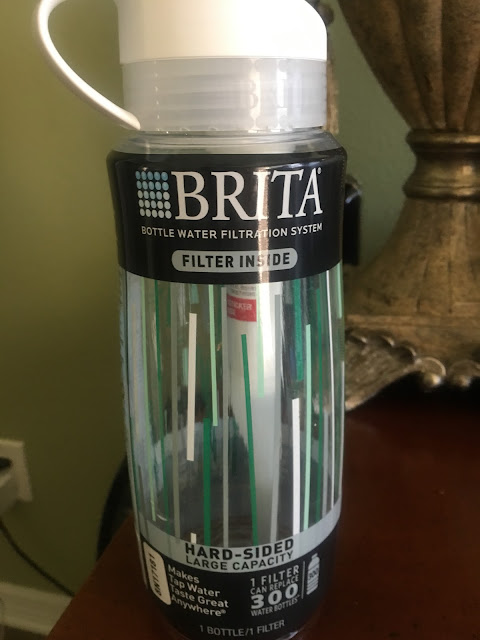 BRITA®
BOTTLE WATER FILTRATION SYSTEM
FILTER INSIDE
HARD-SIDED
LARGE CAPACITY
Makes
Tap Water
Taste Great
Anywhere®
1 FILTER
CAN REPLACE
300
WATER BOTTLES
300
1 BOTTLE/1 FILTER